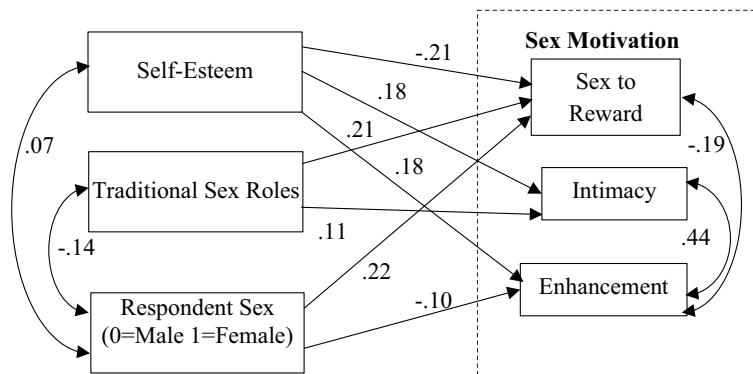 Sex Motivation
Self-Esteem
-.21
Sex to
Reward
.18
.07
.21
-.19
.18
Traditional Sex Roles
Intimacy
.11
-.14
.44
.22
Enhancement
-.10
Respondent Sex
(0=Male 1=Female)